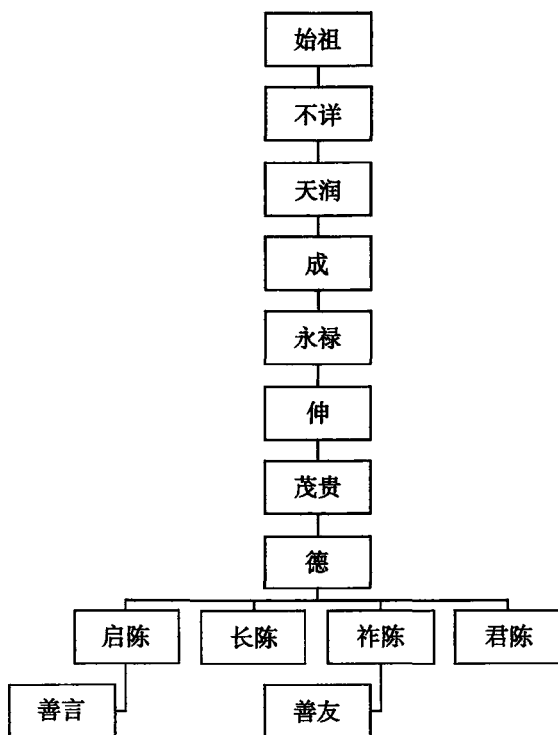 始祖
不详
天润
成
永禄
伸
茂贵
德
启陈 长陈 祚陈 君陈
善言 善友